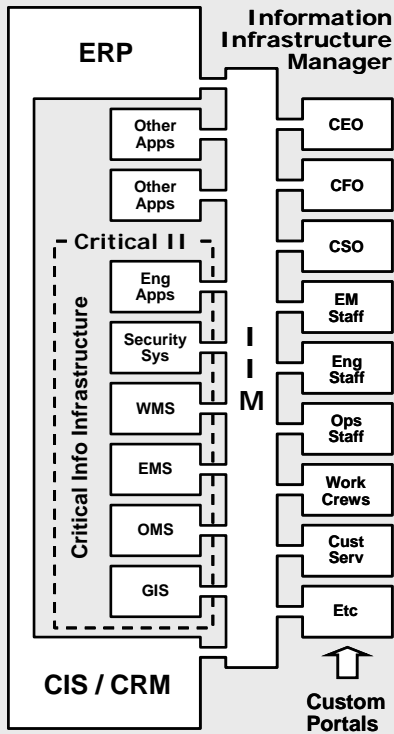 Information
Infrastructure
Manager
ERP
Other
Apps
Other
Apps
Critical II
Critical Info Infrastructure
Eng
Apps
Security
Sys
WMS
EMS
OMS
GIS
CIS / CRM
I
I
M
CEO
CFO
CSO
EM
Staff
Eng
Staff
Ops
Staff
Work
Crews
Cust
Serv
Etc
Custom
Portals